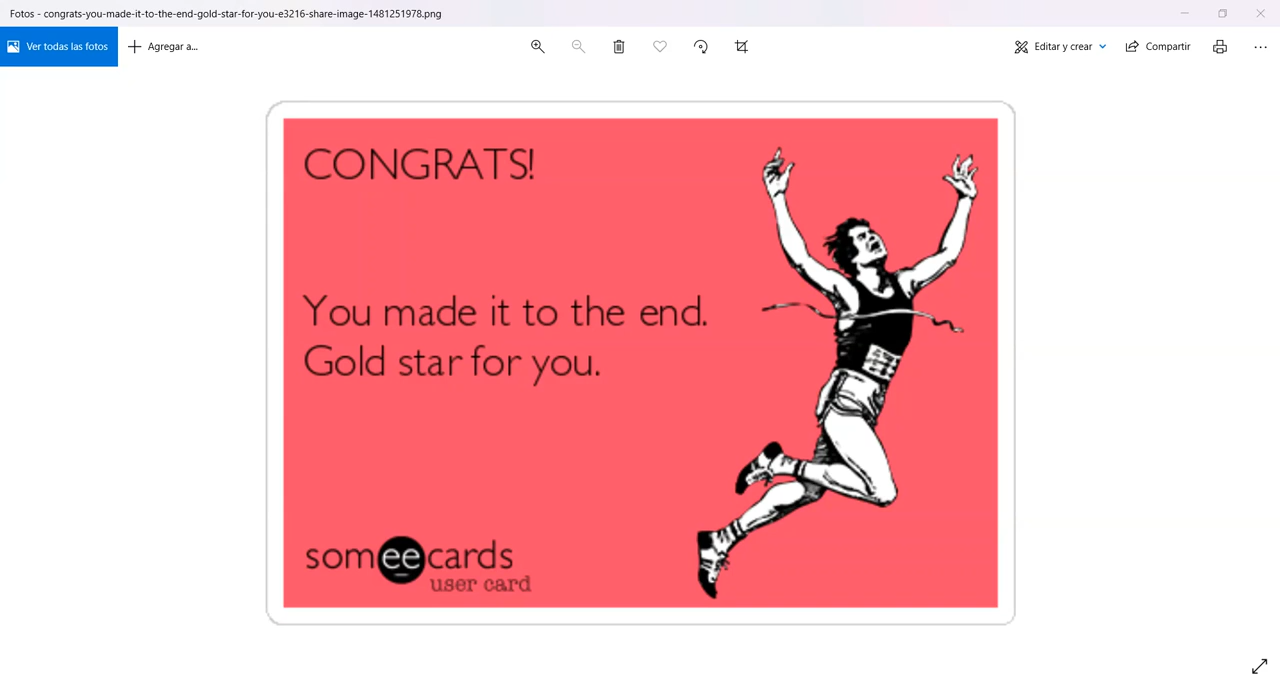 Fotos - congrats-you-made-it-to-the-end-gold-star-for-you-e3216-share-image-1481251978.png
Ver todas las fotos
Agregar a...
Editar y crear
Compartir
CONGRATS!
You made it to the end.
Gold star for you.
someecards
user card